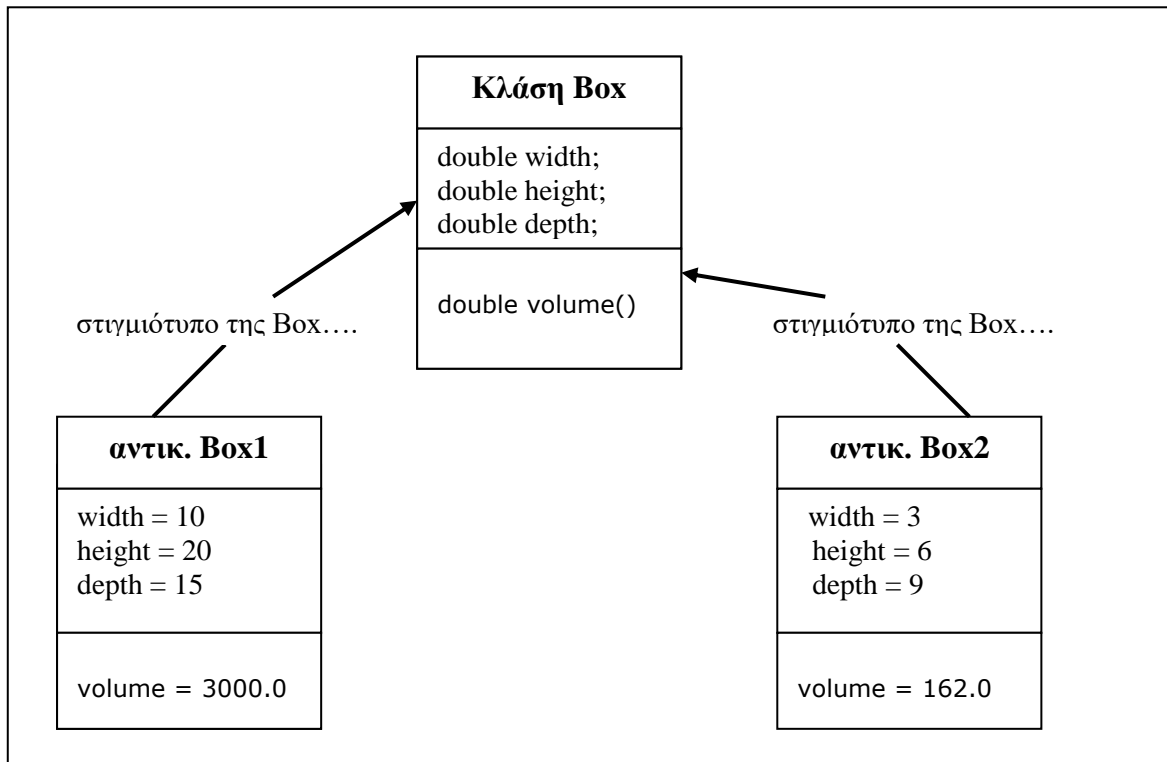 Κλάση Box
double width;
double height;
double depth;
double volume()
στιγμιότυπο της Box….
στιγμιότυπο της Box….
αντικ. Box1
width = 10
height = 20
depth = 15
volume = 3000.0
αντικ. Box2
width = 3
height = 6
depth = 9
volume = 162.0